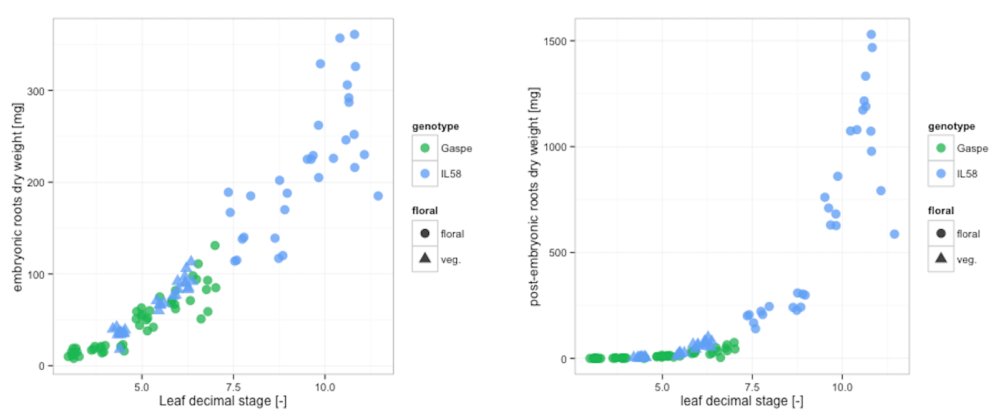 embryonic roots dry weight [mg]
300
200
100
0
5.0 7.5 10.0
Leaf decimal stage [-]
genotype
Gaspe
IL58
floral
floral
veg.
post-embryonic roots dry weight [mg]
1500
1000
500
0
5.0 7.5 10.0
leaf decimal stage [-]
genotype
Gaspe
IL58
floral
floral
veg.